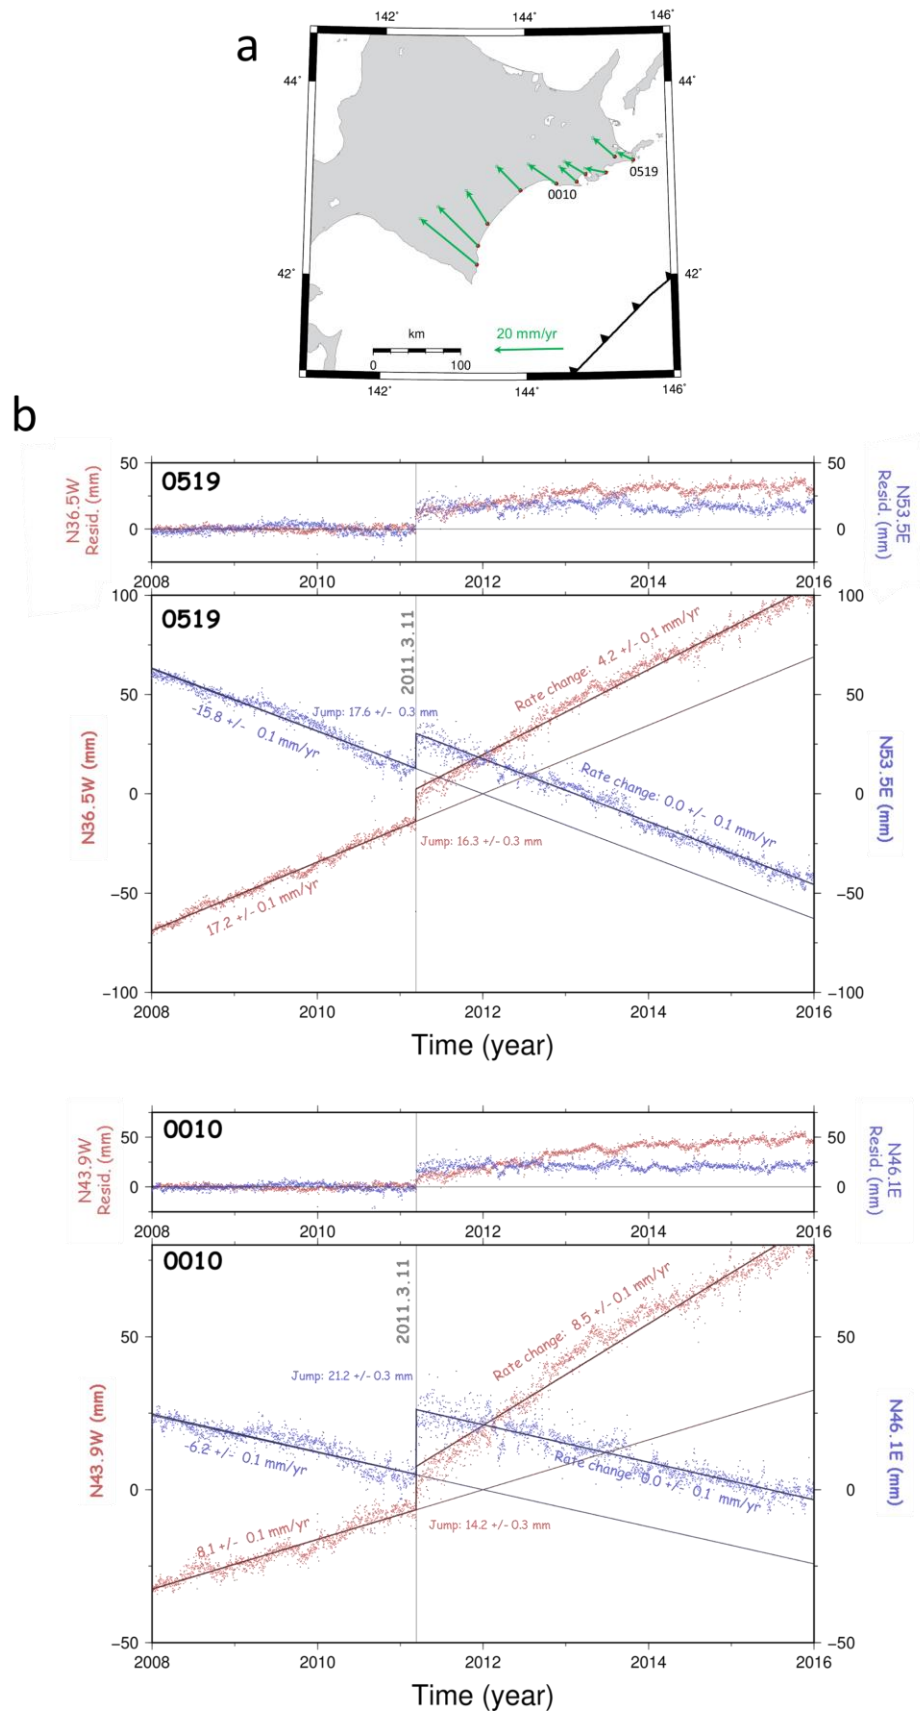 a
142°
144°
146°
44°
44°
0519
0010
42°
42°
km
20 mm/yr
0
100
142°
144°
146°
b
N36.5W
Resid. (mm)
N53.5E
Resid. (mm)
0519
50
50
0
0
2008
2010
2012
2014
2016
0519
100
100
2011.3.11
Rate change: 4.2 +/- 0.1 mm/yr
Jump: 17.6 +/- 0.3 mm
50
50
-15.8 +/- 0.1 mm/yr
N36.5W (mm)
N53.5E (mm)
0
0
Rate change: 0.0 +/- 0.1 mm/yr
Jump: 16.3 +/- 0.3 mm
17.2 +/- 0.1 mm/yr
−50
−50
−100
−100
2008
2010
2012
2014
2016
Time (year)
N43.9W
Resid. (mm)
N46.1E
Resid. (mm)
0010
50
50
0
0
2008
2010
2012
2014
2016
0010
2011.3.11
Rate change: 8.5 +/- 0.1 mm/yr
50
50
Jump: 21.2 +/- 0.3 mm
N43.9W (mm)
N46.1E (mm)
-6.2 +/- 0.1 mm/yr
Rate change: 0.0 +/- 0.1 mm/yr
0
0
8.1 +/- 0.1 mm/yr
Jump: 14.2 +/- 0.3 mm
−50
−50
2008
2010
2012
2014
2016
Time (year)